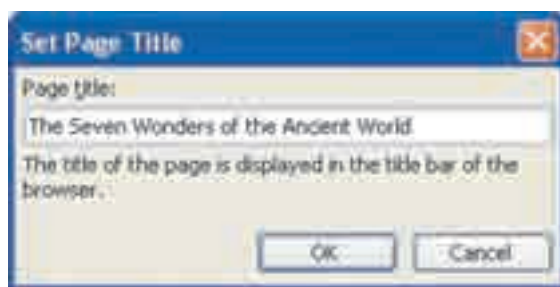 Set Page Title
Page title:
The Seven Wonders of the Ancient World
The title of the page is displayed in the title bar of the
browser.
OK
Cancel